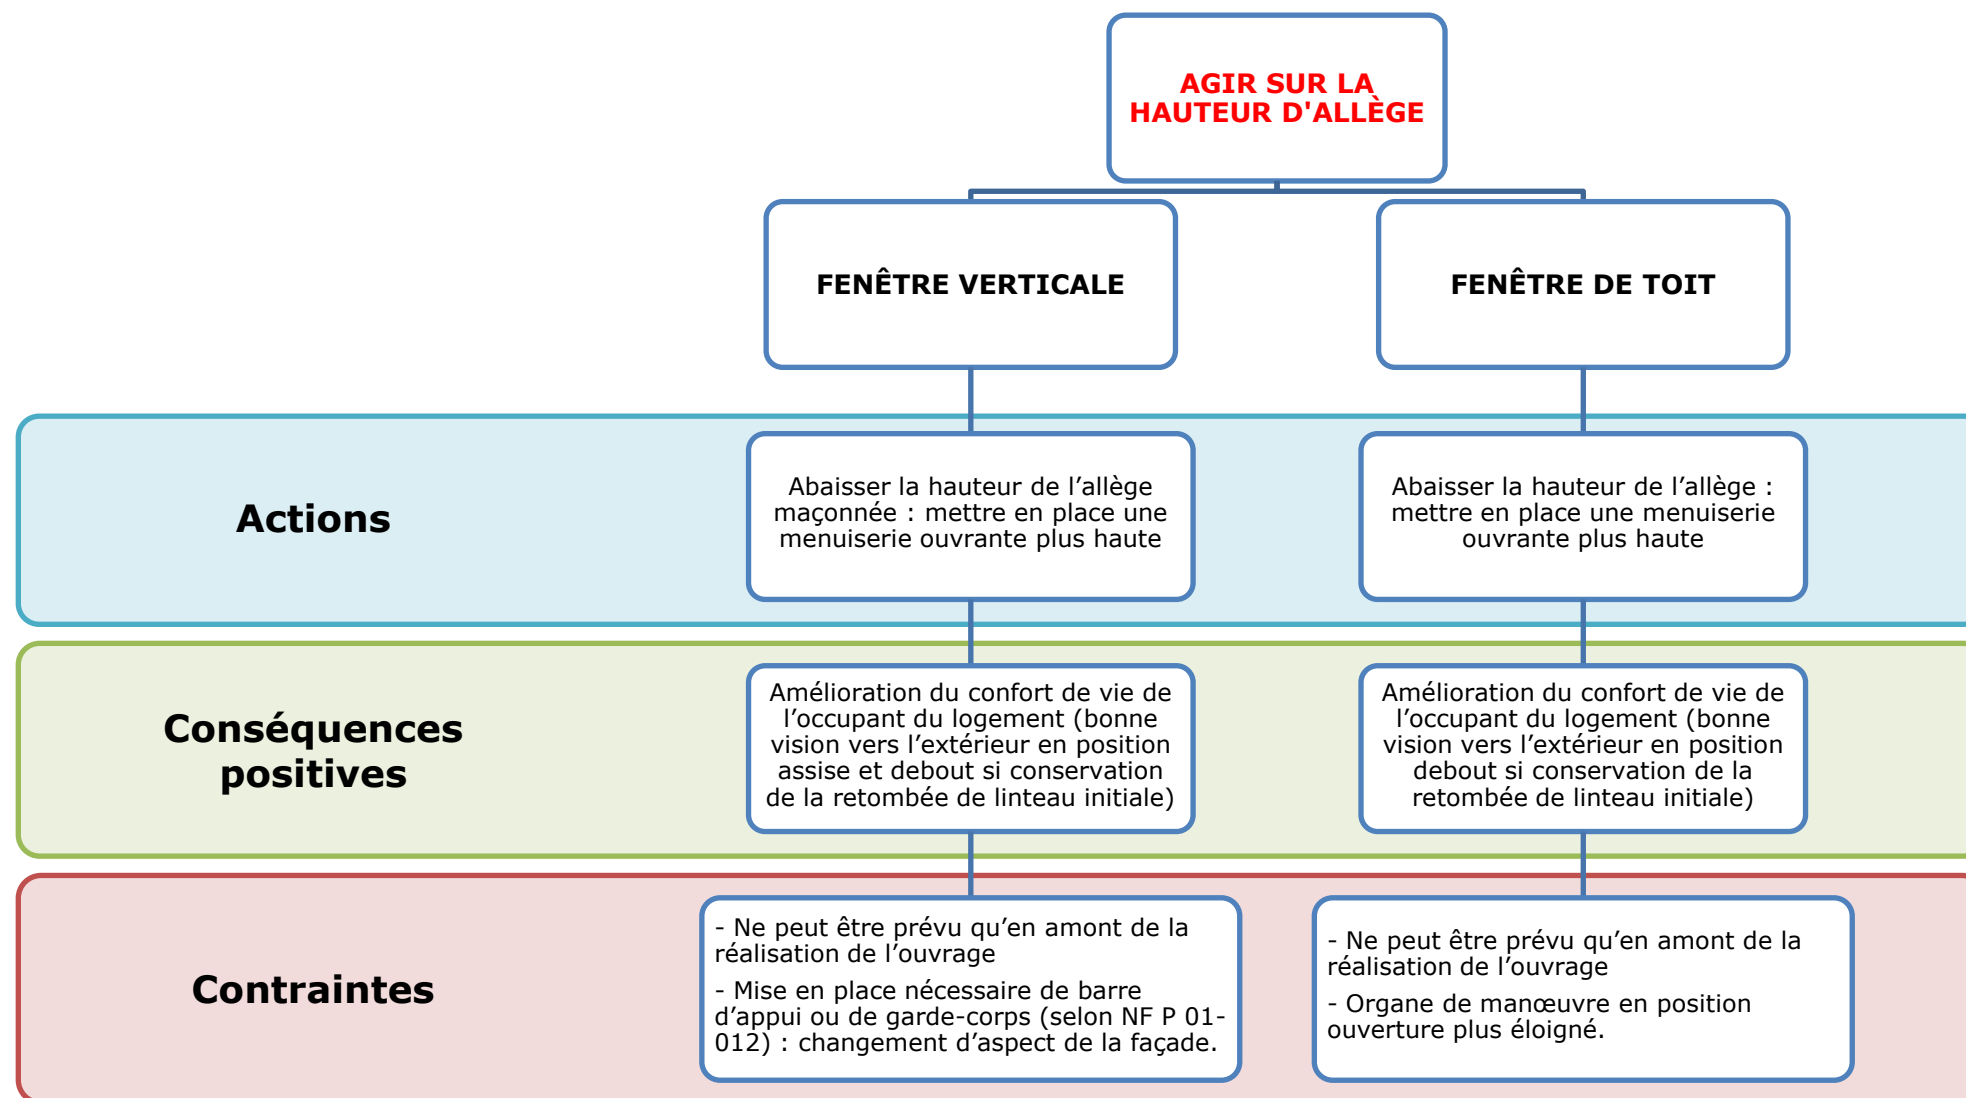 AGIR SUR LA
HAUTEUR D'ALLÈGE
FENÊTRE VERTICALE
FENÊTRE DE TOIT
Actions
Abaisser la hauteur de l’allège
maçonnée : mettre en place une
menuiserie ouvrante plus haute
Abaisser la hauteur de l’allège :
mettre en place une menuiserie
ouvrante plus haute
Conséquences
positives
Amélioration du confort de vie de
l’occupant du logement (bonne
vision vers l’extérieur en position
assise et debout si conservation
de la retombée de linteau initiale)
Amélioration du confort de vie de
l’occupant du logement (bonne
vision vers l’extérieur en position
debout si conservation de la
retombée de linteau initiale)
Contraintes
- Ne peut être prévu qu’en amont de la
réalisation de l’ouvrage
- Mise en place nécessaire de barre
d’appui ou de garde-corps (selon NF P 01-
012) : changement d’aspect de la façade.
- Ne peut être prévu qu’en amont de la
réalisation de l’ouvrage
- Organe de manœuvre en position
ouverture plus éloigné.